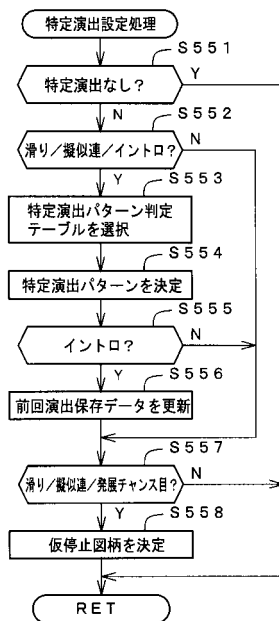 特定演出設定処理
S551
特定演出なし?
Y
N
S552
滑り/擬似連/イントロ?
N
Y
S553
特定演出パターン判定
テーブルを選択
S554
特定演出パターンを決定
S555
イントロ?
N
Y
S556
前回演出保存データを更新
S557
滑り/擬似連/発展チャンス目?
N
Y
S558
仮停止図柄を決定
RET